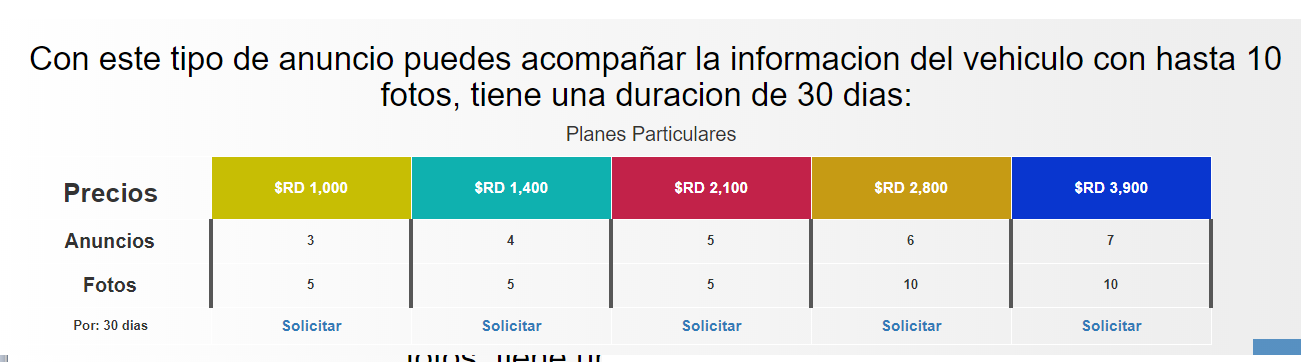 Con este tipo de anuncio puedes acompañar la informacion del vehiculo con hasta 10
fotos, tiene una duracion de 30 dias:
Planes Particulares
Precios $RD 1,000 $RD 1,400 $RD 2,100 $RD 2,800 $RD 3,900
Anuncios 3 4 5 6 7
Fotos 5 5 5 10 10
Por: 30 dias Solicitar Solicitar Solicitar Solicitar Solicitar
fotos, tiene ur